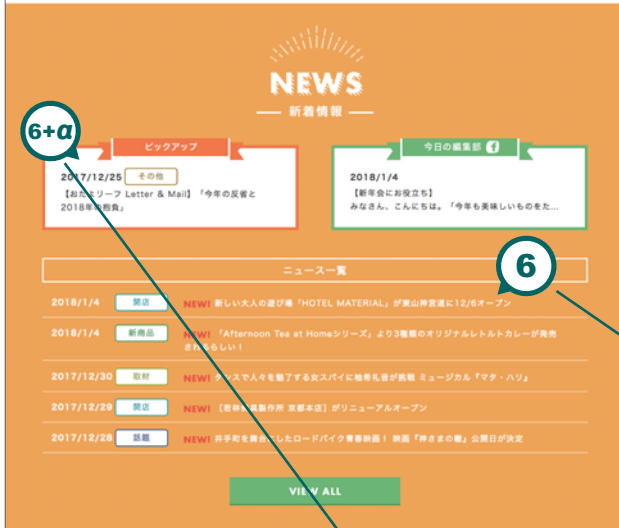 NEWS
新着情報
6+α
ピックアップ
2017/12/25 その他
【おたよリーフ Letter & Mail】「今年の反省と
2018年の抱負」
今日の編集部
2018/1/4
【新年会にお役立ち】
みなさん、こんにちは。「今年も美味しいものをた...
6
ニュース一覧
2018/1/4 開店 NEW! 新しい大人の遊び場「HOTEL MATERIAL」が東山神宮道に12/6オープン
2018/1/4 新商品 NEW! 「Afternoon Tea at Homeシリーズ」より3種類のオリジナルレトルトカレーが発売
されるらしい！
2017/12/30 取材 NEW! ダンスで人々を魅了する女スパイに柚希礼音が挑戦 ミュージカル『マタ・ハリ』
2017/12/29 開店 NEW! [若林 製作所 京都本店] がリニューアルオープン
2017/12/28 話題 NEW! 井手町を舞台にしたロードバイク青春映画！ 映画『神さまの轍』公開日が決定
VIEW ALL